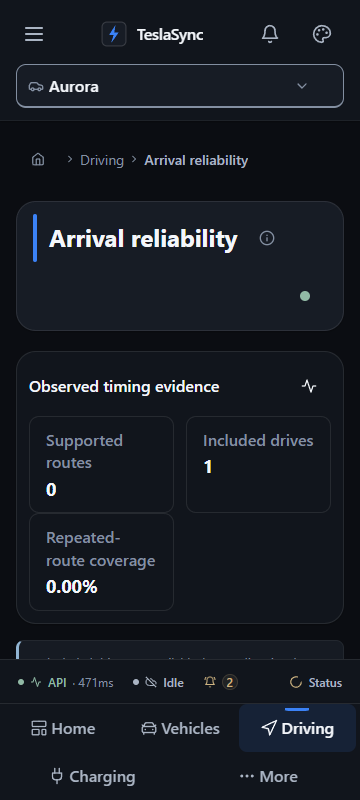 TeslaSync
Aurora
Driving
Arrival reliability
Arrival reliability
Observed timing evidence
Supported routes
0
Included drives
1
Repeated-
route coverage
0.00%
API · 471ms
Idle
2
Status
Home
Vehicles
Driving
Charging
More